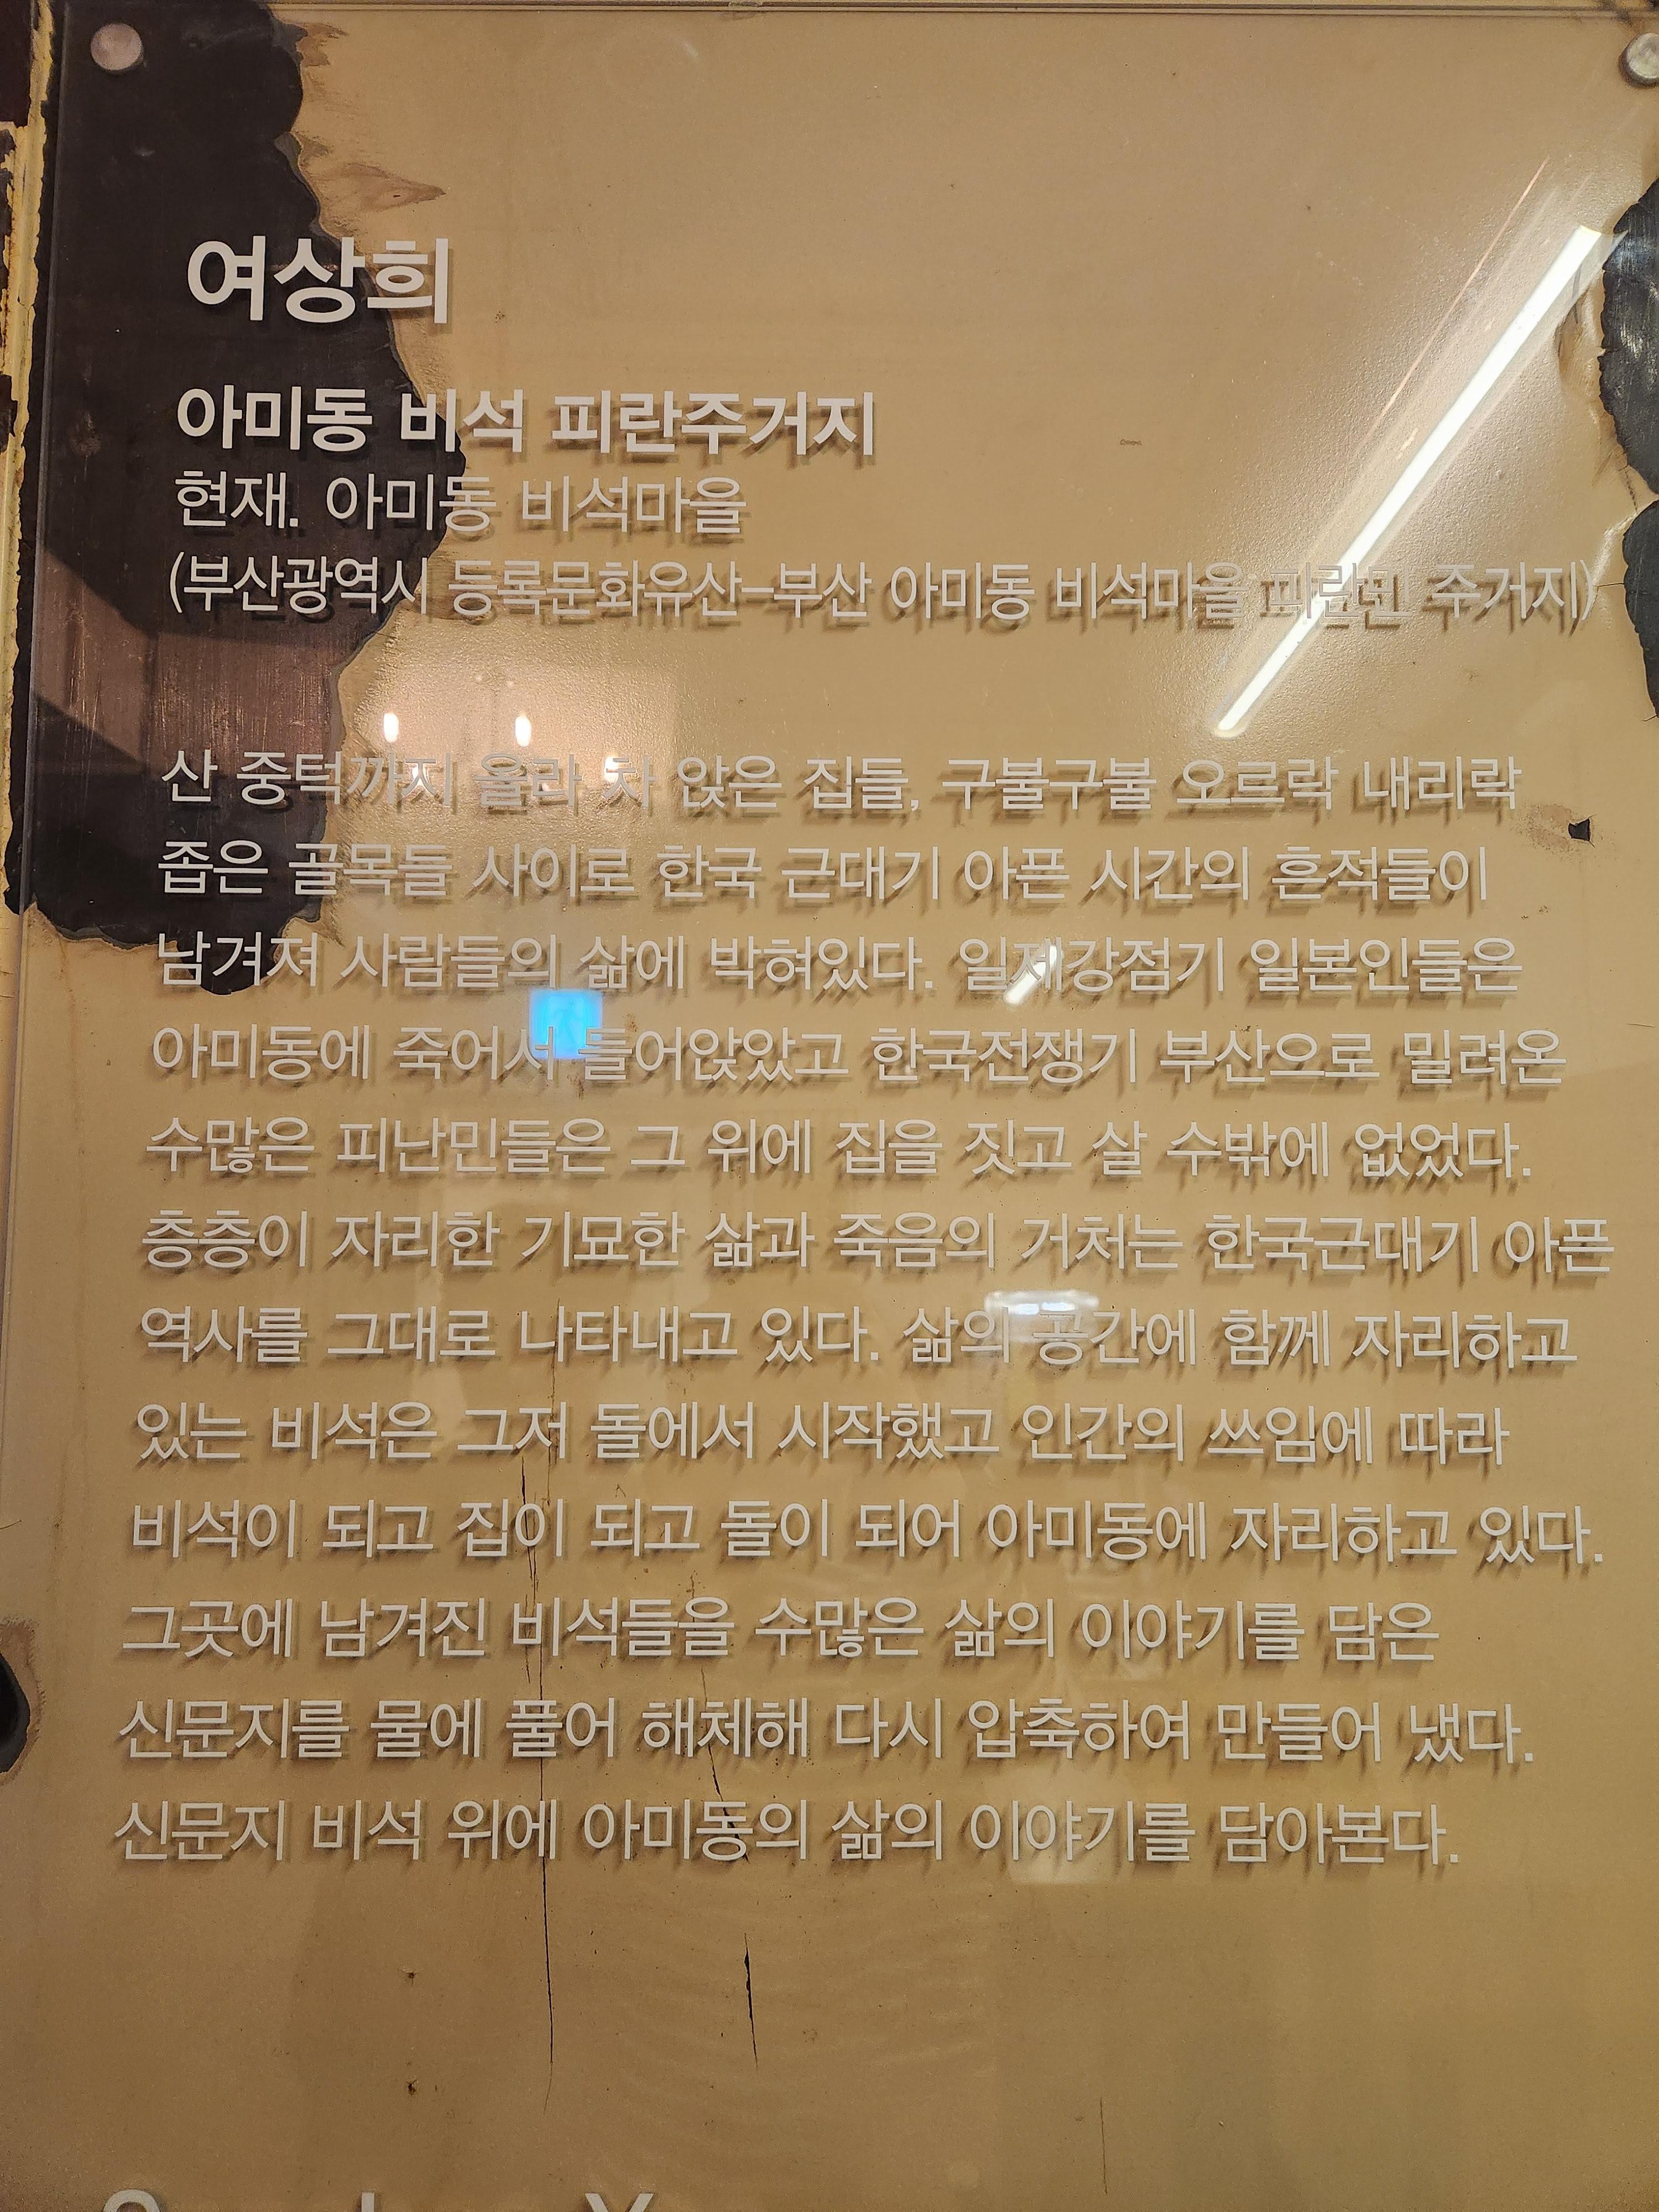 여상희
아미동 비석 피란주거지
현재. 아미동 비석마을
(부산광역시 등록문화유산-부산 아미동 비석마을 피란민 주거지)
산 중턱까지 올라 차 앉은 집들, 구불구불 오르락 내리락
좁은 골목들 사이로 한국 근대기 아픈 시간의 흔적들이
남겨져 사람들의 삶에 박혀있다. 일제강점기 일본인들은
아미동에 죽어서 들어앉았고 한국전쟁기 부산으로 밀려온
수많은 피난민들은 그 위에 집을 짓고 살 수밖에 없었다.
층층이 자리한 기묘한 삶과 죽음의 거처는 한국근대기 아픈
역사를 그대로 나타내고 있다. 삶의 공간에 함께 자리하고
있는 비석은 그저 돌에서 시작했고 인간의 쓰임에 따라
비석이 되고 집이 되고 돌이 되어 아미동에 자리하고 있다.
그곳에 남겨진 비석들을 수많은 삶의 이야기를 담은
신문지를 물에 풀어 해체해 다시 압축하여 만들어 냈다.
신문지 비석 위에 아미동의 삶의 이야기를 담아본다.